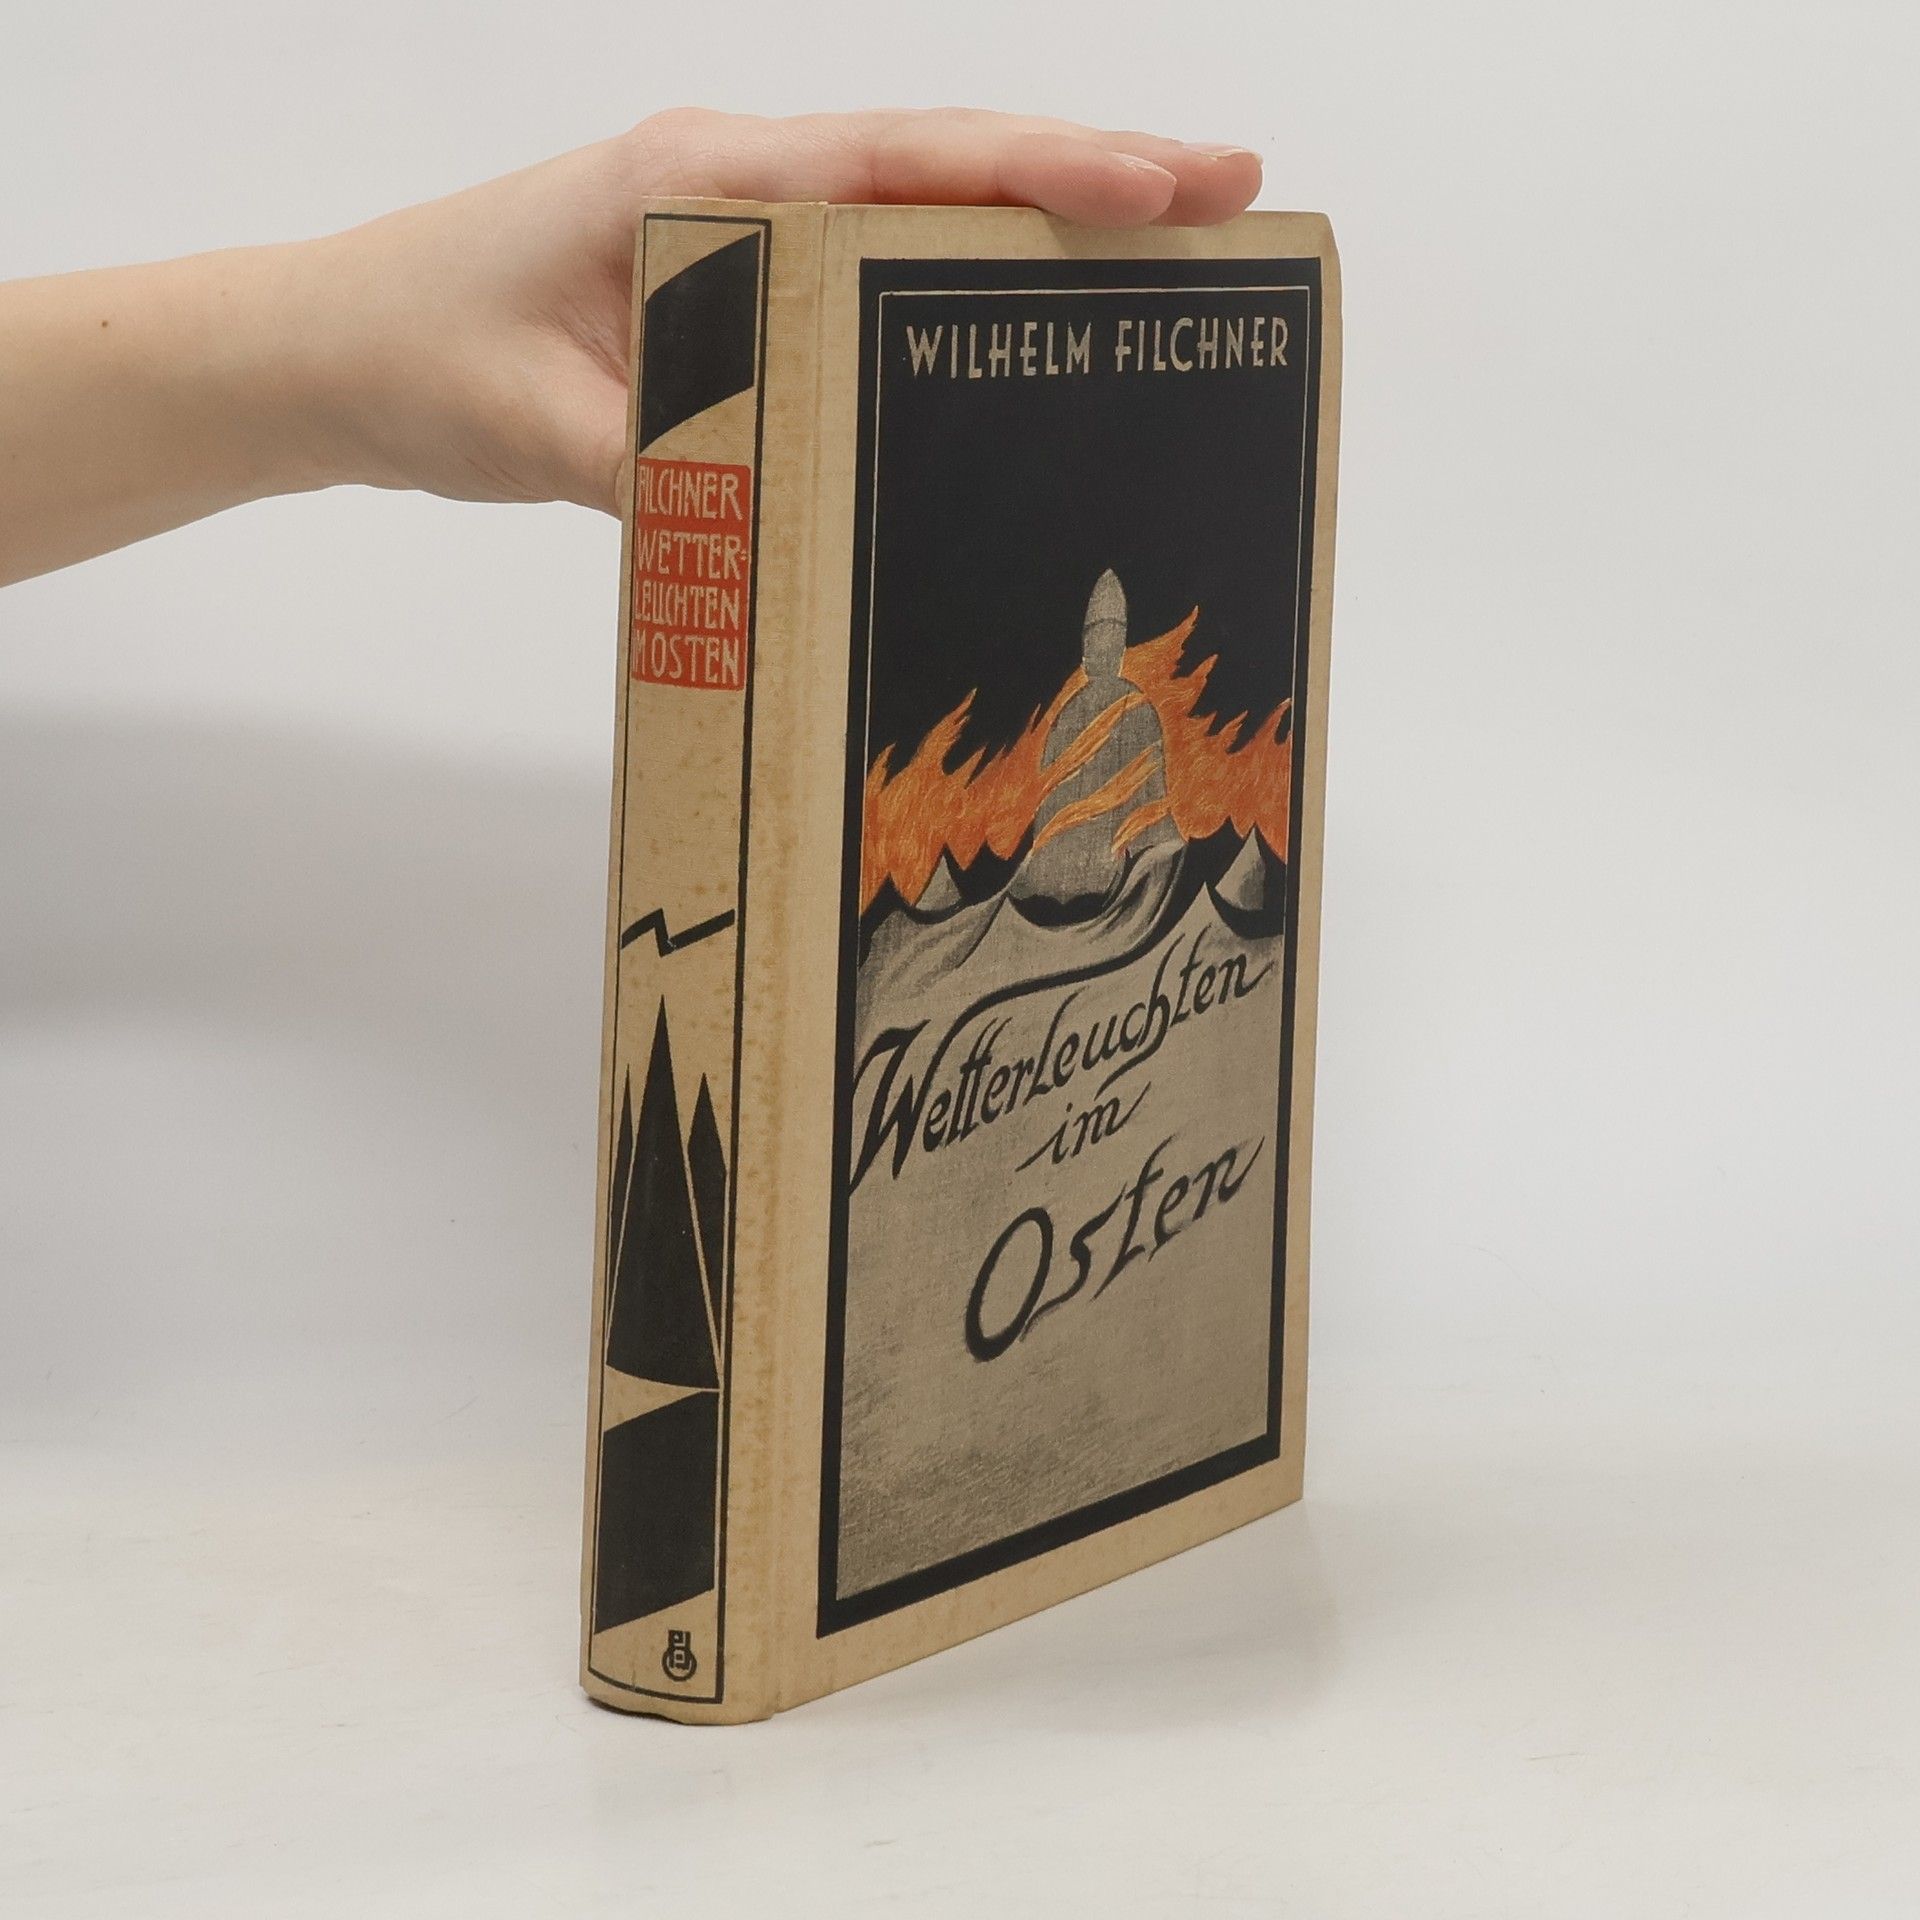 FILCHNER
WETTER=
LEUCHTEN
IM OSTEN
WILHELM FILCHNER
Wetterleuchten
im
Osten